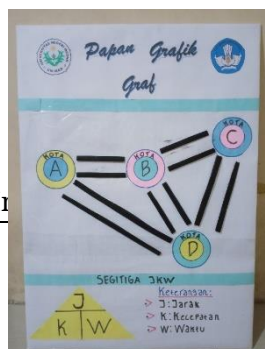 Papan Grafik
Graf
KOTA
C
KOTA
A
KOTA
B
KOTA
D
SEGITIGA JKW
J
K W
Keterangan:
J : Jarak
K : Kecepatan
W : Waktu